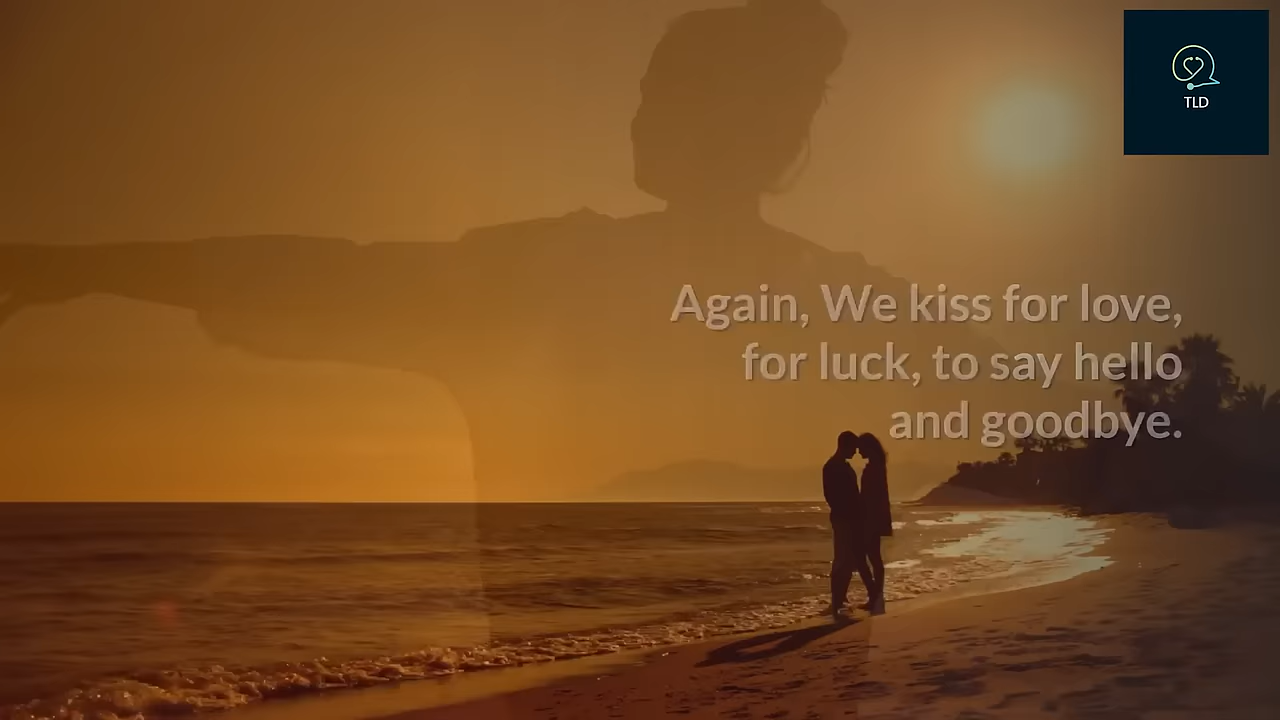 TLD
Again, We kiss for love,
for luck, to say hello
and goodbye.